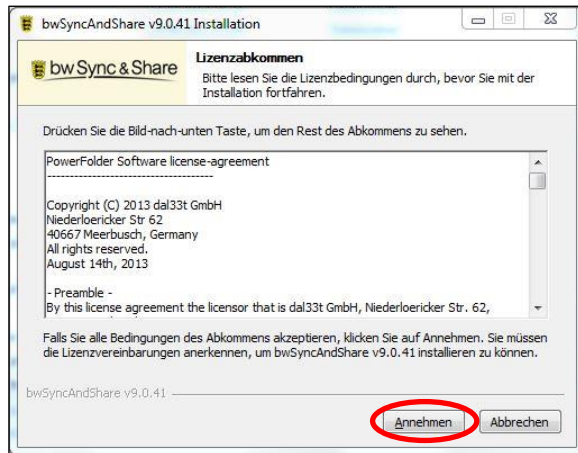 bwSyncAndShare v9.0.41 Installation
bw Sync & Share
Lizenzabkommen
Bitte lesen Sie die Lizenzbedingungen durch, bevor Sie mit der
Installation fortfahren.
Drücken Sie die Bild-nach-unten Taste, um den Rest des Abkommens zu sehen.
PowerFolder Software license-agreement
-------------------------------------
Copyright (C) 2013 dal33t GmbH
Niederloericker Str 62
40667 Meerbusch, Germany
All rights reserved.
August 14th, 2013
- Preamble -
By this license agreement the licensor that is dal33t GmbH, Niederloericker Str. 62,
Falls Sie alle Bedingungen des Abkommens akzeptieren, klicken Sie auf Annehmen. Sie müssen
die Lizenzvereinbarungen anerkennen, um bwSyncAndShare v9.0.41 installieren zu können.
bwSyncAndShare v9.0.41
Annehmen
Abbrechen